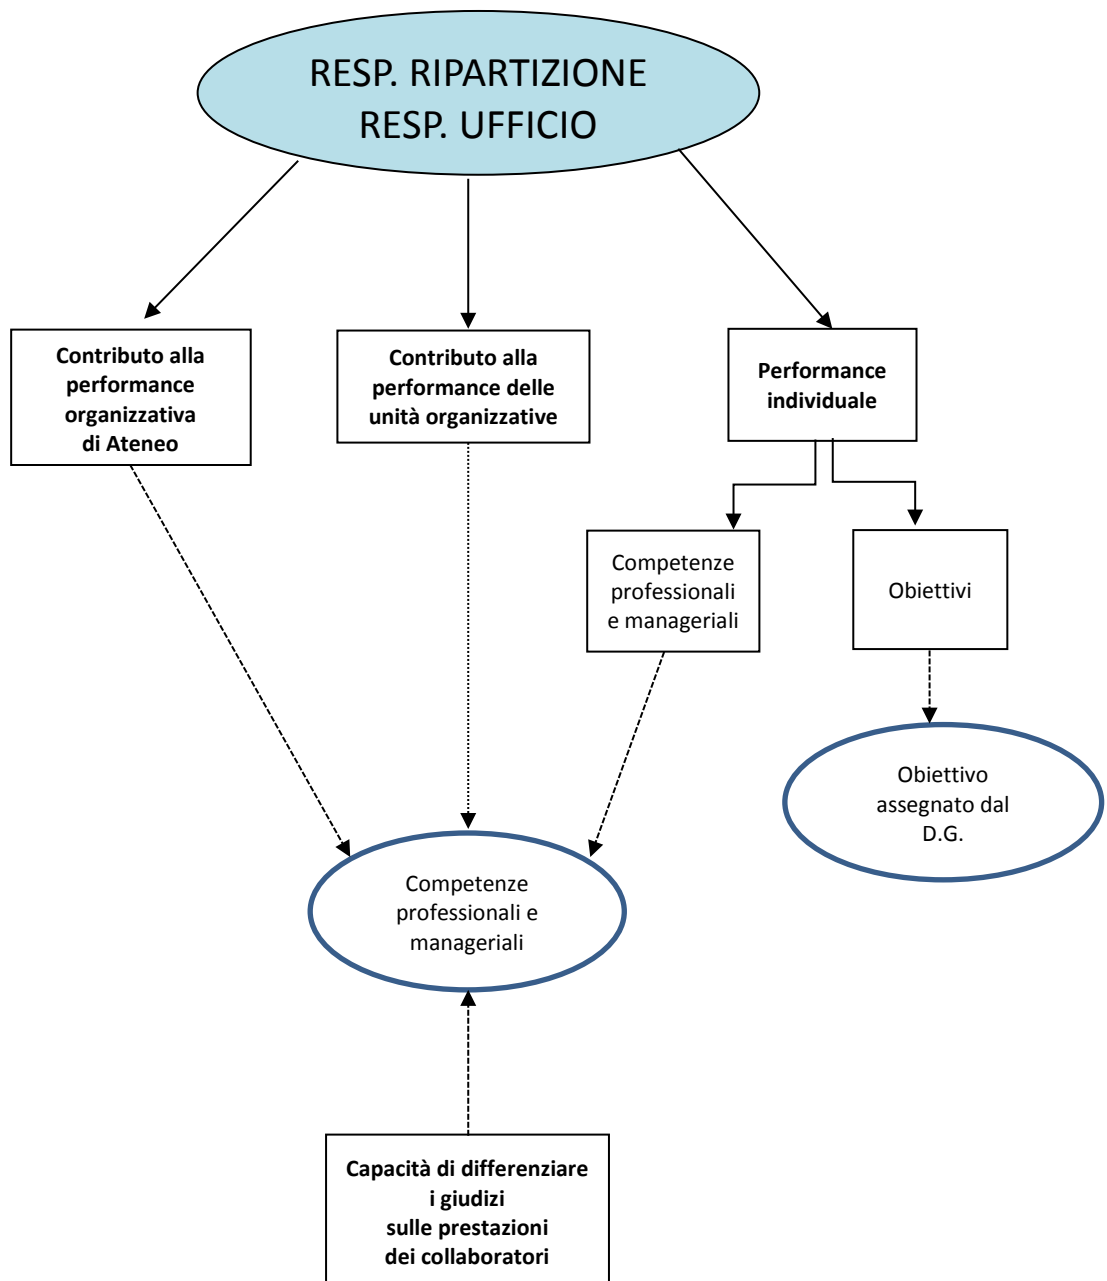 RESP. RIPARTIZIONE
RESP. UFFICIO
Contributo alla
performance
organizzativa
di Ateneo
Contributo alla
performance delle
unità organizzative
Performance
individuale
Competenze
professionali
e manageriali
Obiettivi
Obiettivo
assegnato dal
D.G.
Competenze
professionali e
manageriali
Capacità di differenziare
i giudizi
sulle prestazioni
dei collaboratori